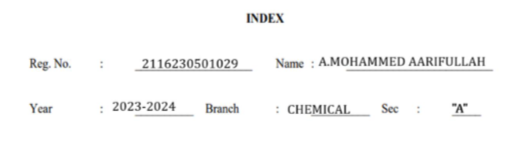 INDEX
Reg. No. : 2116230501029 Name : A.MOHAMMED AARIFULLAH
Year : 2023-2024 Branch : CHEMICAL Sec : "A"